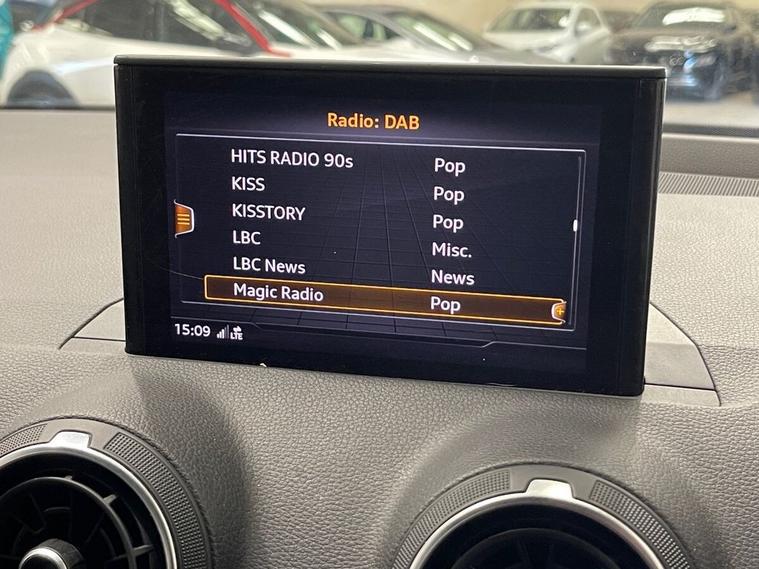 Radio: DAB
HITS RADIO 90s Pop
KISS Pop
KISSTORY Pop
LBC Misc.
LBC News News
Magic Radio Pop
15:09 LTE